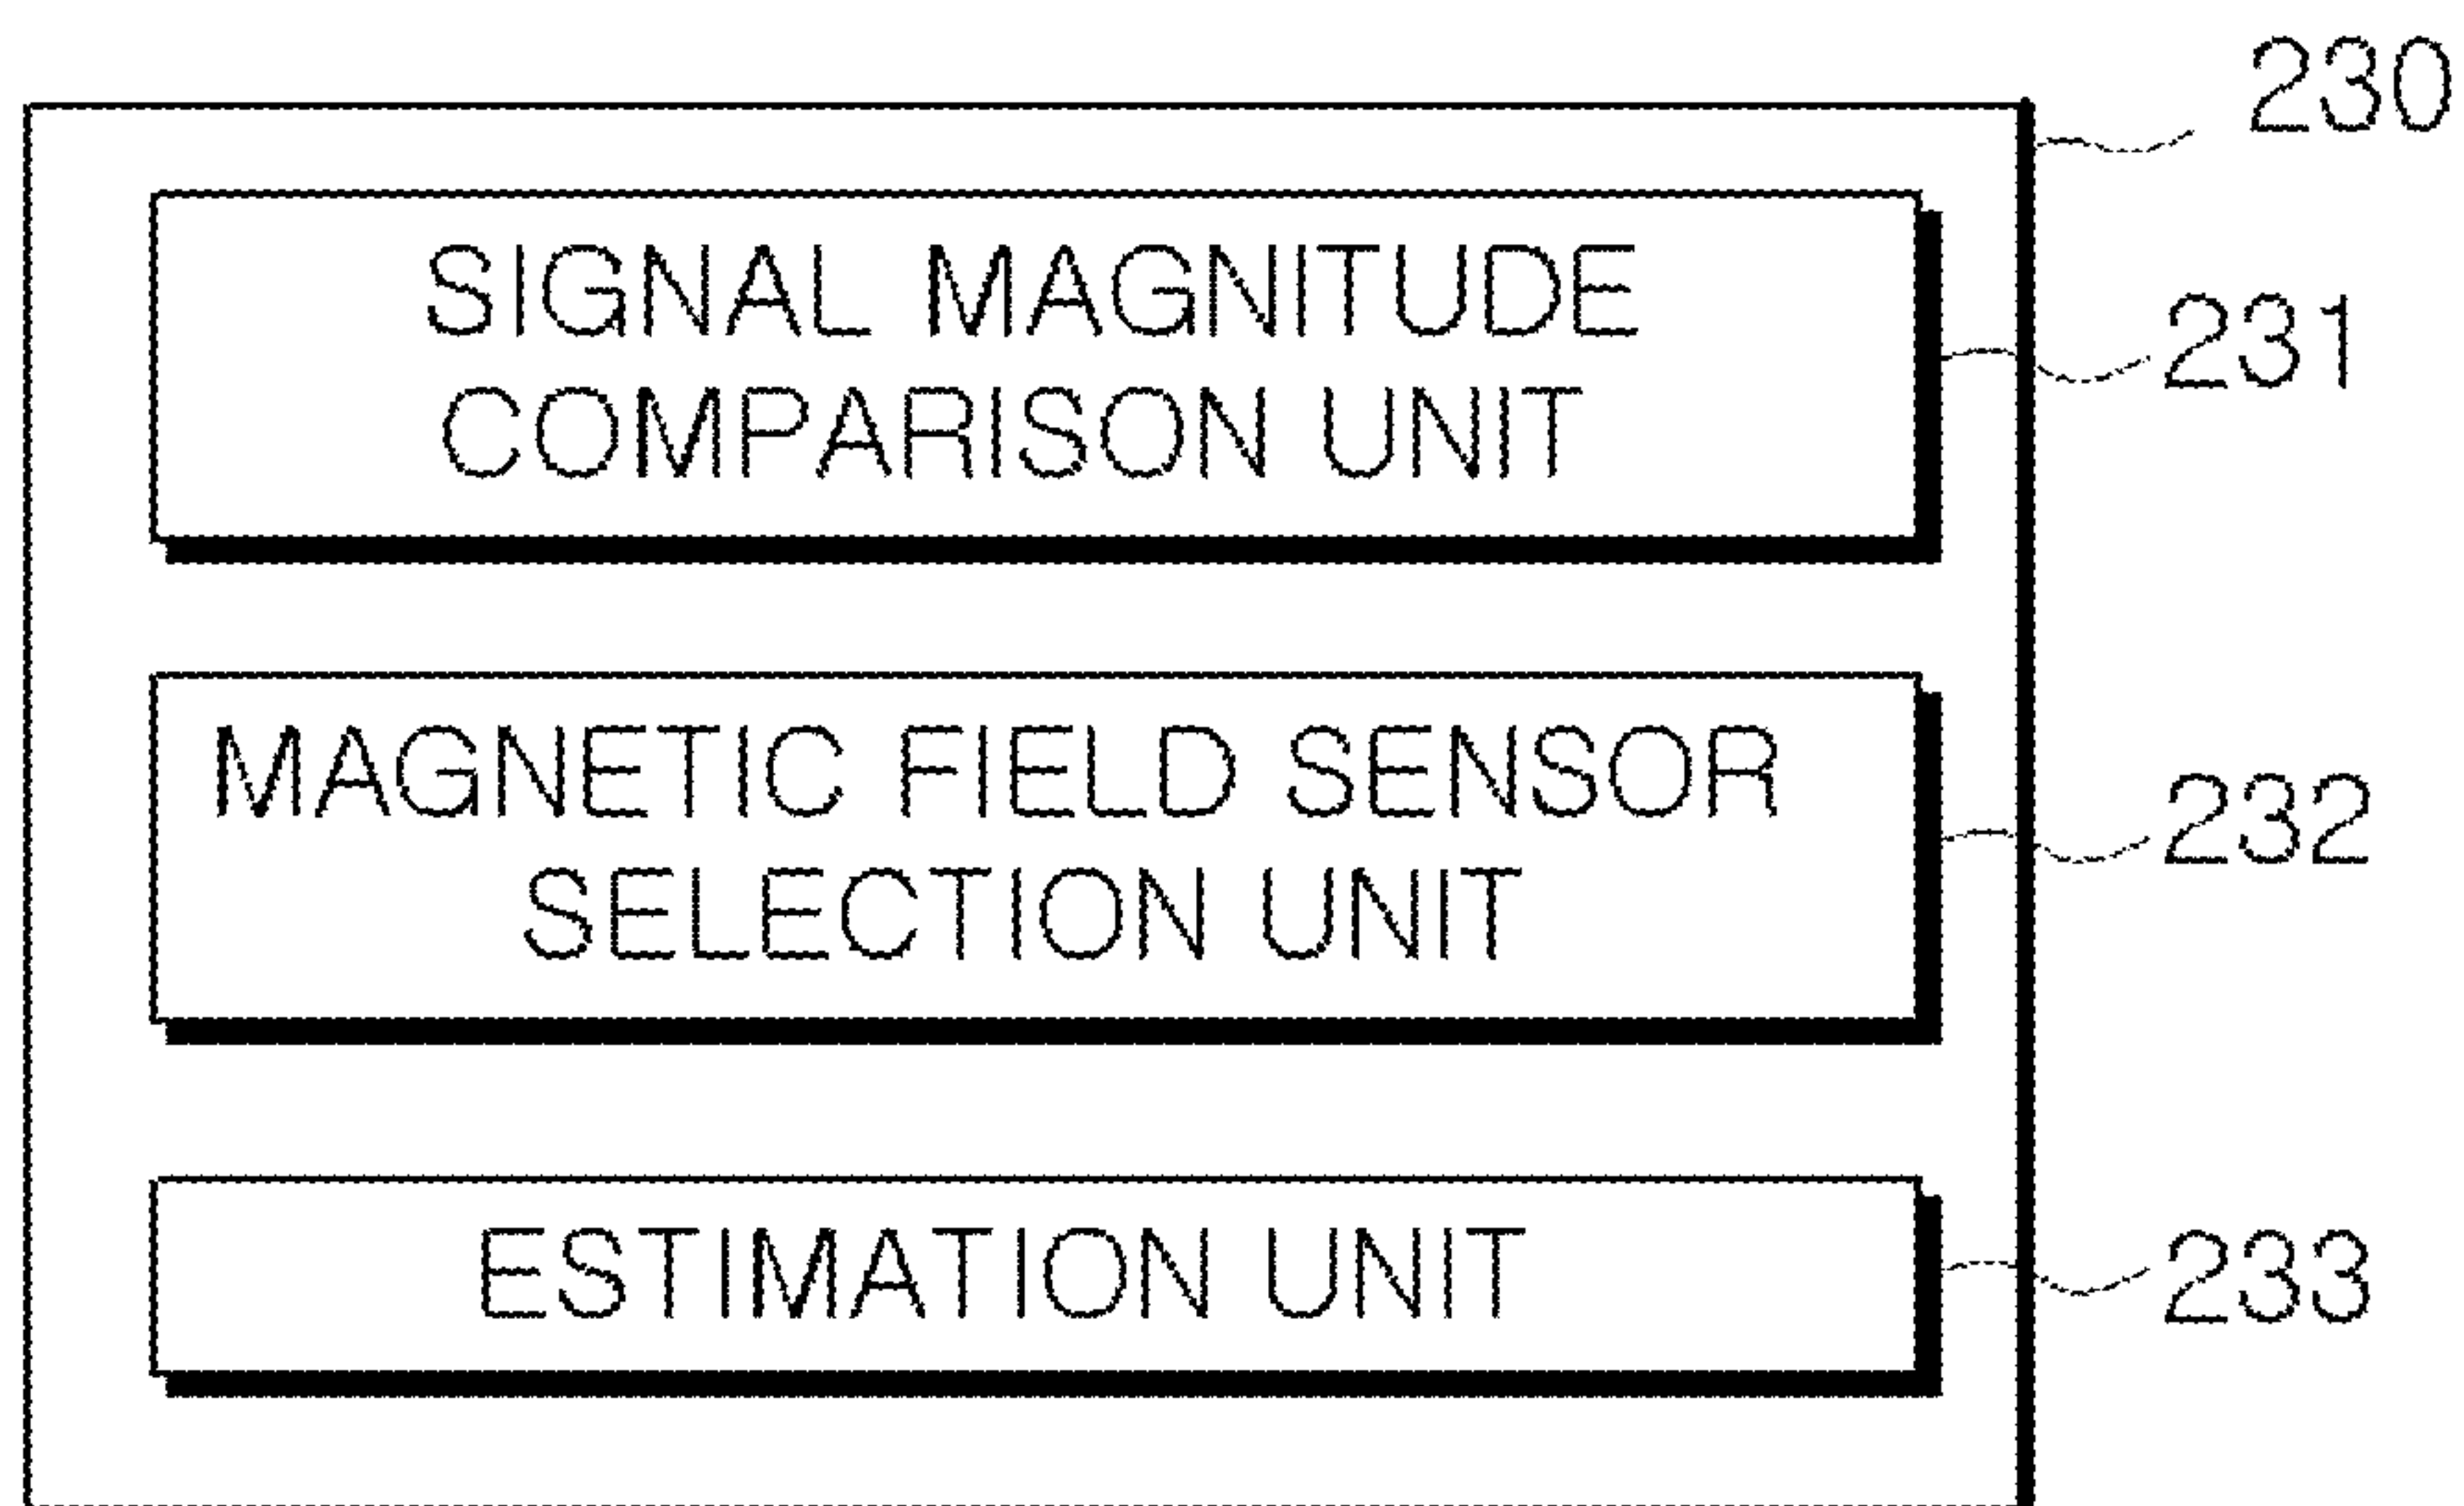 230
SIGNAL MAGNITUDE
COMPARISON UNIT
231
MAGNETIC FIELD SENSOR
SELECTION UNIT
232
ESTIMATION UNIT
233